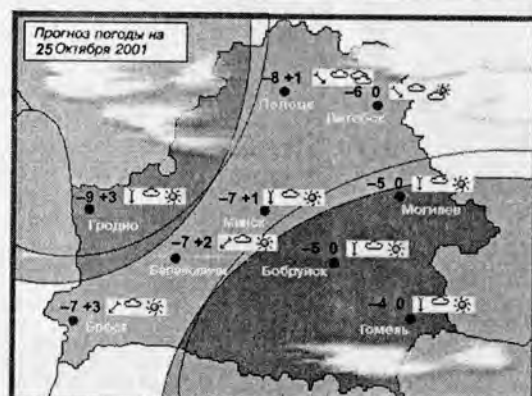 Прогноз погоды на
25 Октября 2001
–8 +1
Полоцк
–6 0
Витебск
–9 +3
Гродно
–7 +1
Минск
–5 0
Могилев
–7 +2
Барановичи
–5 0
Бобруйск
–7 +3
Брест
–4 0
Гомель